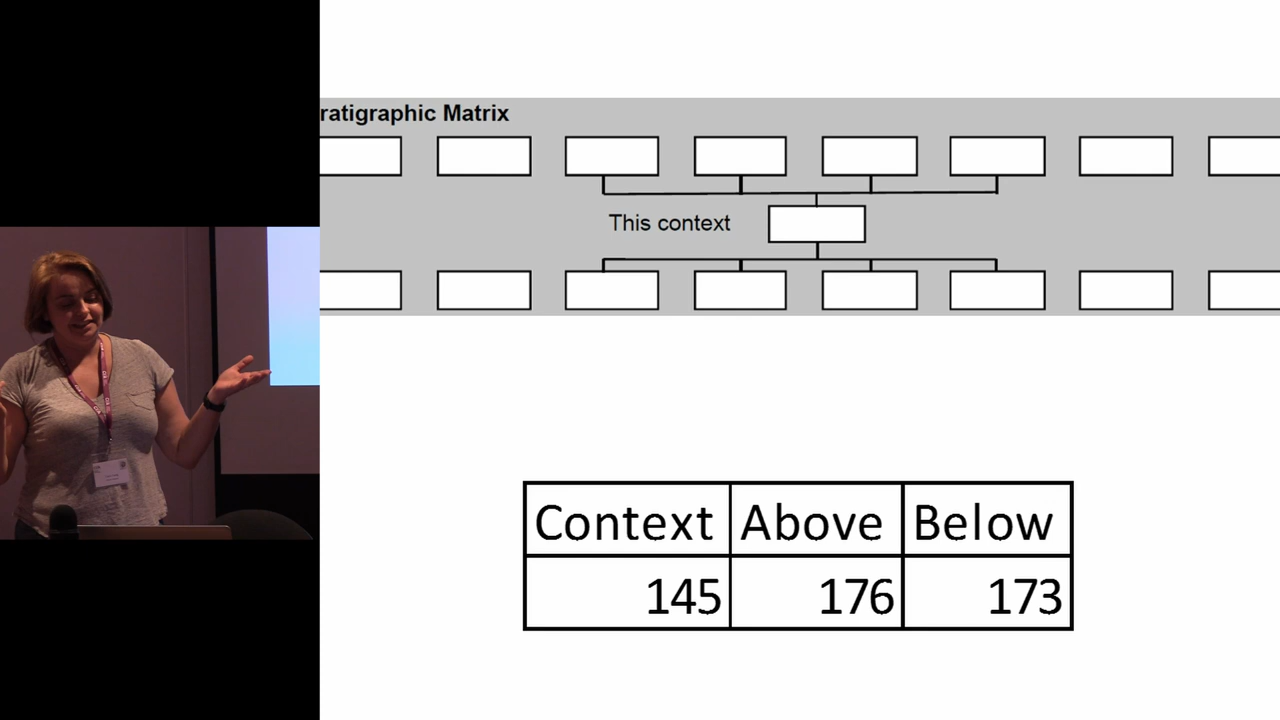 ratigraphic Matrix
This context
Context Above Below
145 176 173